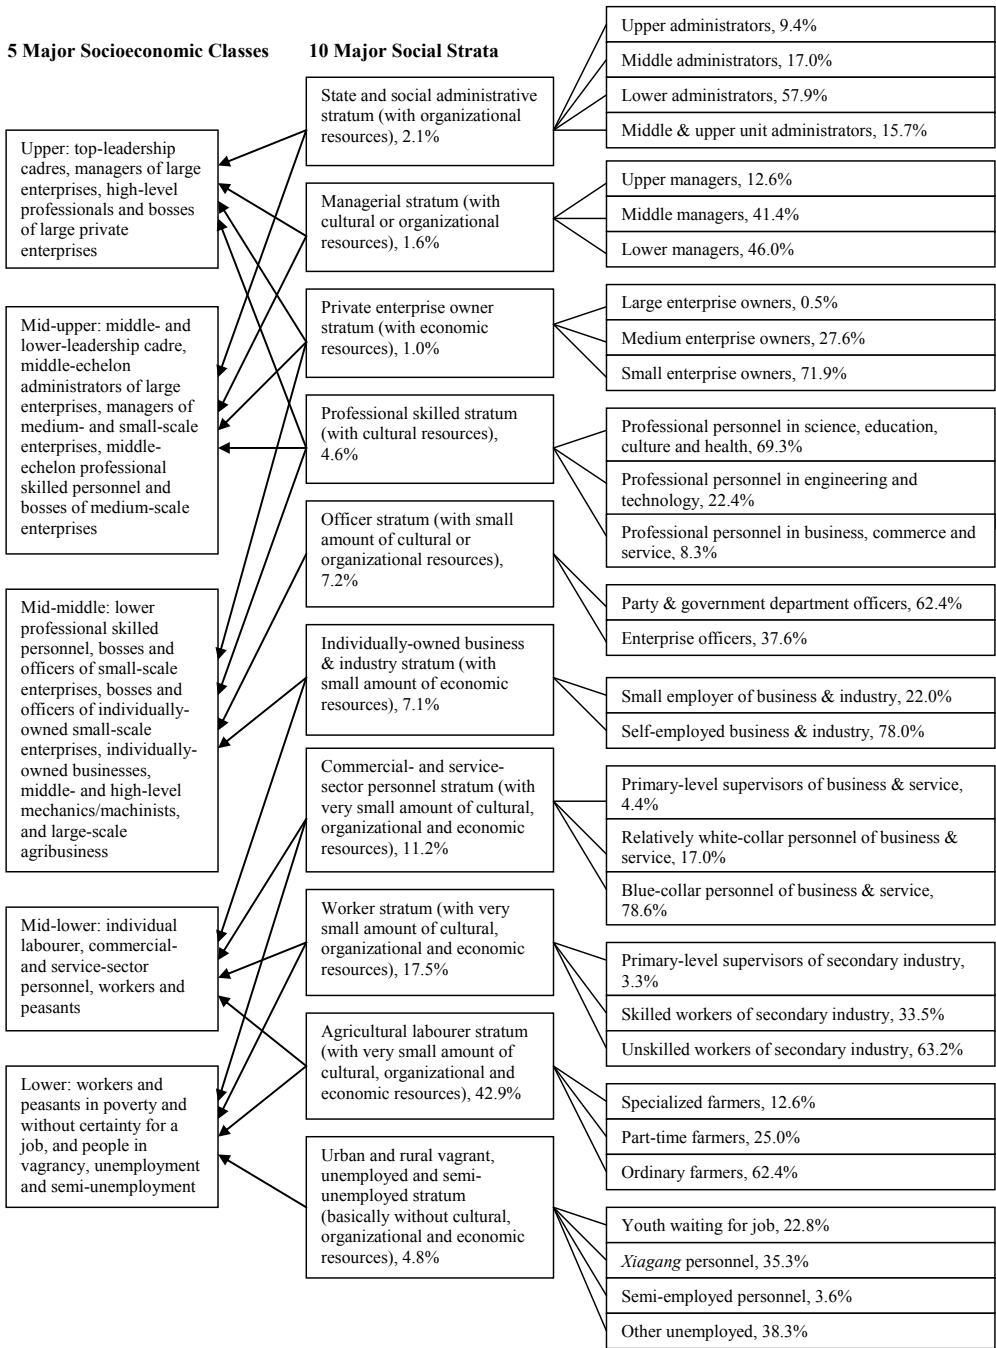 5 Major Socioeconomic Classes
Upper: top-leadership
cadres, managers of large
enterprises, high-level
professionals and bosses
of large private
enterprises
Mid-upper: middle- and
lower-leadership cadre,
middle-echelon
administrators of large
enterprises, managers of
medium- and small-scale
enterprises, middle-
echelon professional
skilled personnel and
bosses of medium-scale
enterprises
Mid-middle: lower
professional skilled
personnel, bosses and
officers of small-scale
enterprises, bosses and
officers of individually-
owned small-scale
enterprises, individually-
owned businesses,
middle- and high-level
mechanics/machinists,
and large-scale
agribusiness
Mid-lower: individual
labourer, commercial-
and service-sector
personnel, workers and
peasants
Lower: workers and
peasants in poverty and
without certainty for a
job, and people in
vagrancy, unemployment
and semi-unemployment
10 Major Social Strata
State and social administrative
stratum (with organizational
resources), 2.1%
Managerial stratum (with
cultural or organizational
resources), 1.6%
Private enterprise owner
stratum (with economic
resources), 1.0%
Professional skilled stratum
(with cultural resources),
4.6%
Officer stratum (with small
amount of cultural or
organizational resources),
7.2%
Individually-owned business
& industry stratum (with
small amount of economic
resources), 7.1%
Commercial- and service-
sector personnel stratum (with
very small amount of cultural,
organizational and economic
resources), 11.2%
Worker stratum (with very
small amount of cultural,
organizational and economic
resources), 17.5%
Agricultural labourer stratum
(with very small amount of
cultural, organizational and
economic resources), 42.9%
Urban and rural vagrant,
unemployed and semi-
unemployed stratum
(basically without cultural,
organizational and economic
resources), 4.8%
Upper administrators, 9.4%
Middle administrators, 17.0%
Lower administrators, 57.9%
Middle & upper unit administrators, 15.7%
Upper managers, 12.6%
Middle managers, 41.4%
Lower managers, 46.0%
Large enterprise owners, 0.5%
Medium enterprise owners, 27.6%
Small enterprise owners, 71.9%
Professional personnel in science, education,
culture and health, 69.3%
Professional personnel in engineering and
technology, 22.4%
Professional personnel in business, commerce and
service, 8.3%
Party & government department officers, 62.4%
Enterprise officers, 37.6%
Small employer of business & industry, 22.0%
Self-employed business & industry, 78.0%
Primary-level supervisors of business & service,
4.4%
Relatively white-collar personnel of business &
service, 17.0%
Blue-collar personnel of business & service,
78.6%
Primary-level supervisors of secondary industry,
3.3%
Skilled workers of secondary industry, 33.5%
Unskilled workers of secondary industry, 63.2%
Specialized farmers, 12.6%
Part-time farmers, 25.0%
Ordinary farmers, 62.4%
Youth waiting for job, 22.8%
Xiagang personnel, 35.3%
Semi-employed personnel, 3.6%
Other unemployed, 38.3%